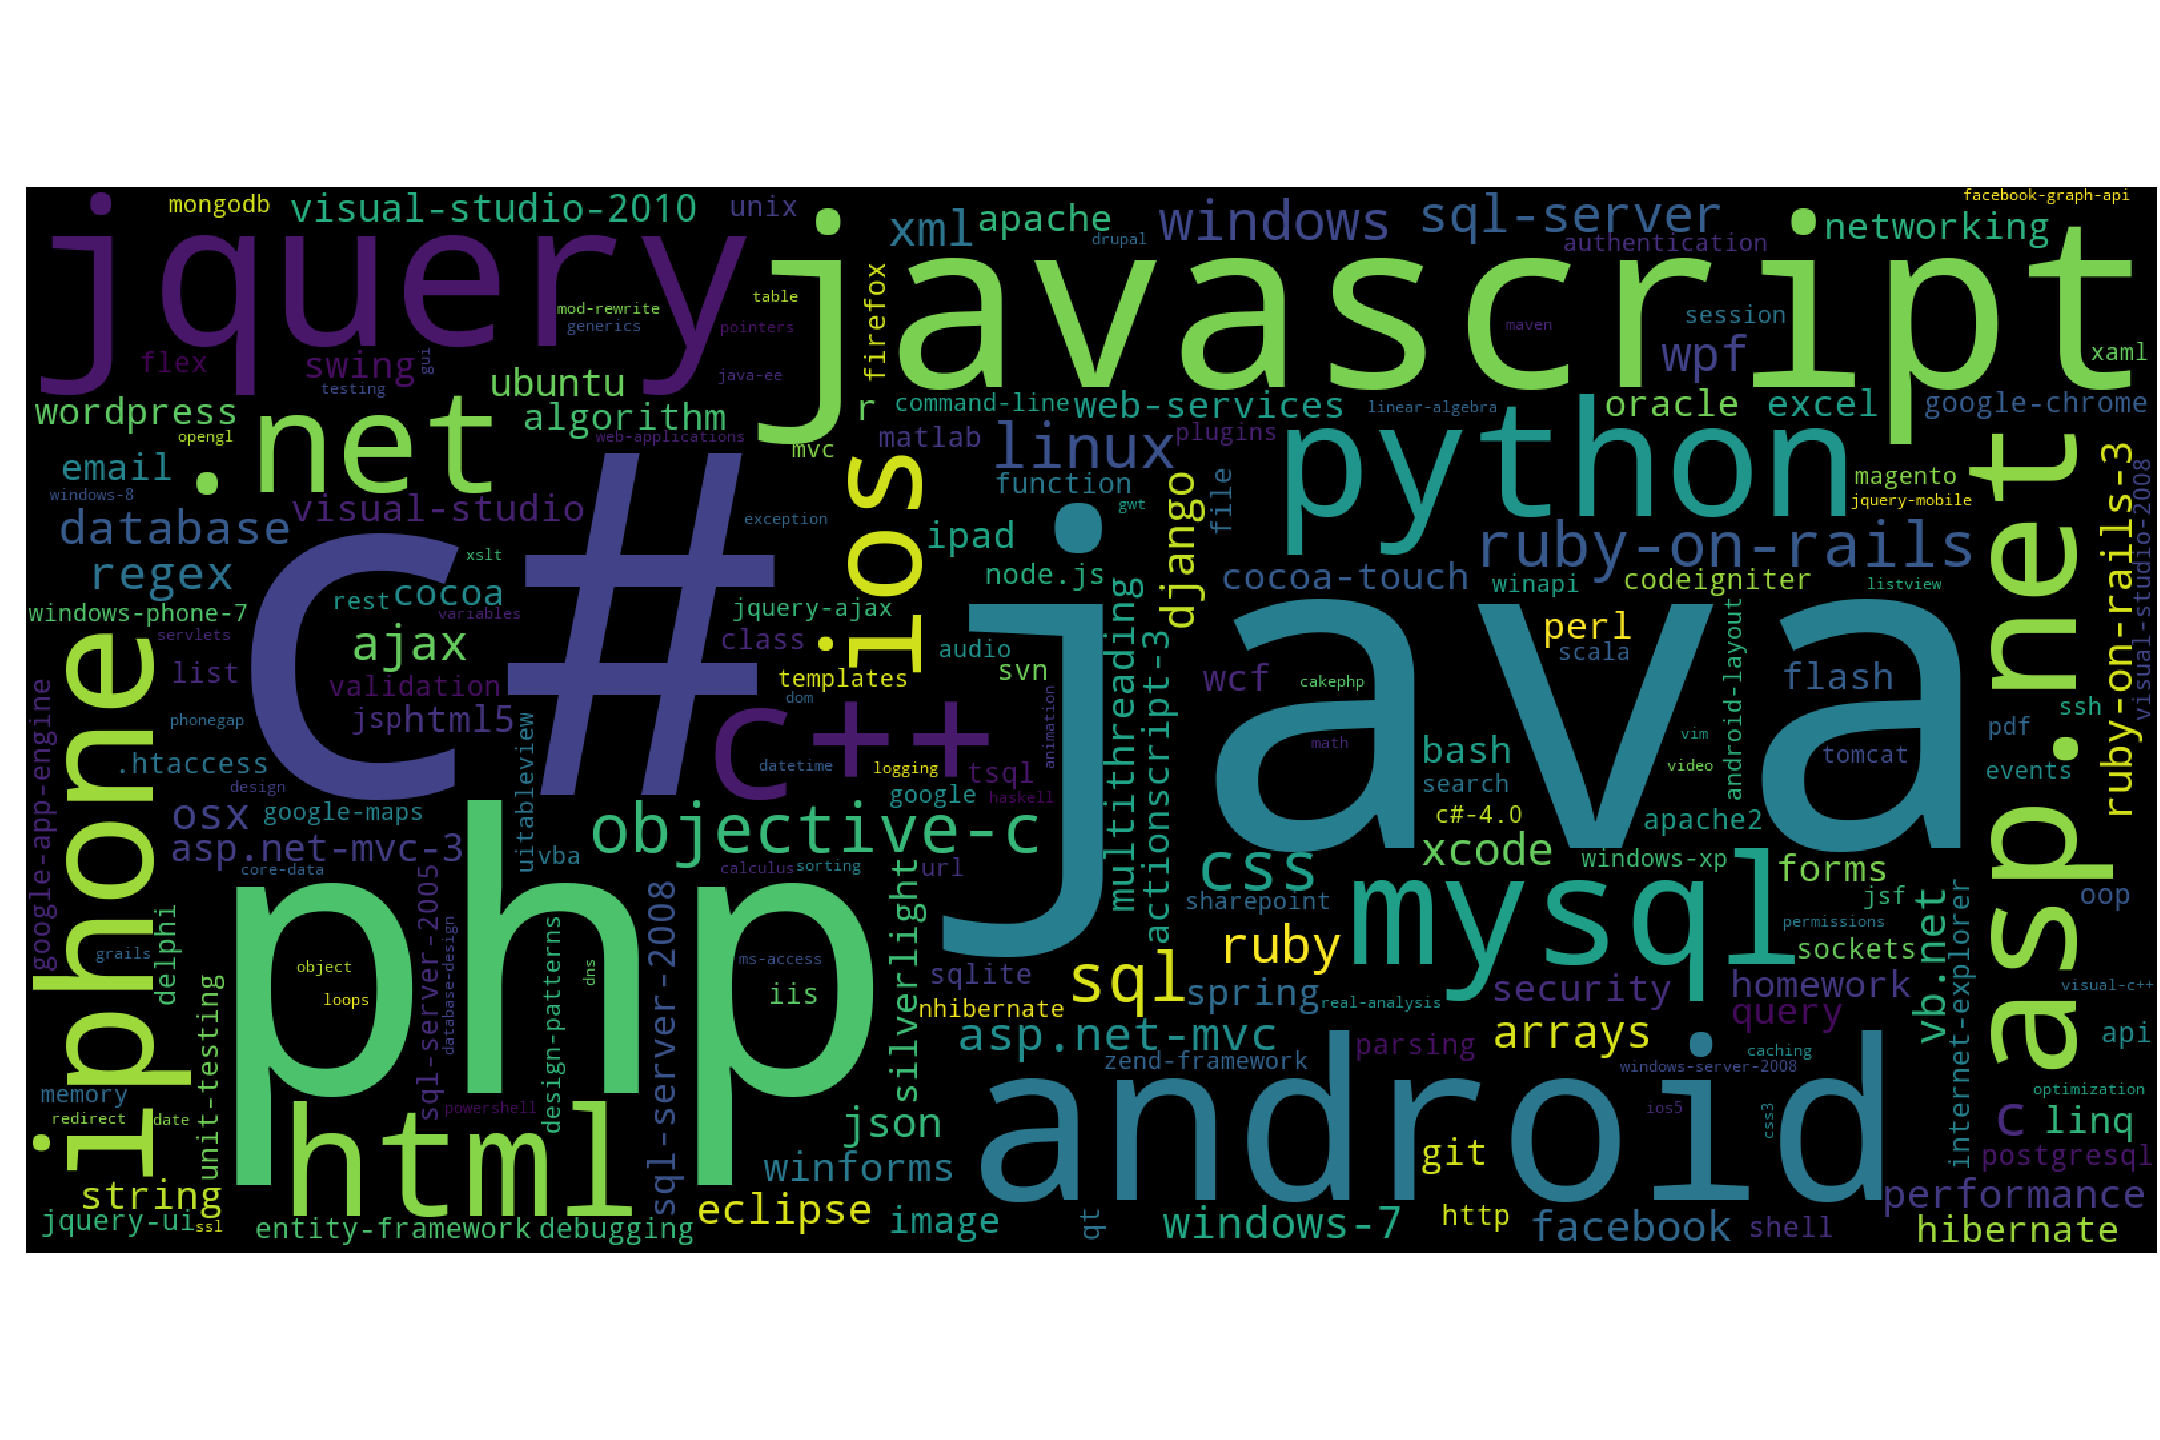 facebook-graph-api
mongodb
visual-studio-2010
unix
jquery
javascript
xml
apache
drupal
windows
sql-server
authentication
networking
firefox
table
mod-rewrite
generics
pointers
session
maven
wpf
xaml
flex
swing
gui
testing
ubuntu
java-ee
wordpress
.net
algorithm
r
command-line
web-services
linear-algebra
oracle
excel
google-chrome
opengl
web-applications
mvc
matlab
linux
plugins
python
email
windows-8
visual-studio
ios
function
django
file
magento
jquery-mobile
asp.net
ruby-on-rails-3
visual-studio-2008
database
c#
exception
ipad
gwt
java
ruby-on-rails
regex
xslt
node.js
cocoa-touch
winapi
codeigniter
listview
windows-phone-7
rest
cocoa
variables
jquery-ajax
multithreading
actionscript-3
android-layout
iphone
servlets
ajax
class
audio
perl
scala
list
validation
templates
svn
wcf
cakephp
flash
google-app-engine
phonegap
jsp
html5
c++
dom
animation
ssh
pdf
.htaccess
uitableview
datetime
logging
tsql
math
bash
vim
video
tomcat
events
design
google
haskell
search
osx
google-maps
objective-c
c#-4.0
apache2
asp.net-mvc-3
vba
core-data
calculus
sorting
url
css
xcode
windows-xp
forms
php
sql-server-2005
database-design
design-patterns
sql-server-2008
silverlight
sharepoint
mysql
jsf
vb.net
internet-explorer
oop
delphi
grails
object
loops
dns
ms-access
iis
sqlite
nhibernate
sql
spring
ruby
real-analysis
permissions
sockets
security
homework
query
visual-c++
unit-testing
asp.net-mvc
zend-framework
parsing
arrays
caching
windows-server-2008
api
android
memory
redirect
date
html
powershell
json
ios5
css3
optimization
c
linq
string
winforms
git
postgresql
performance
jquery-ui
ssl
entity-framework
debugging
eclipse
image
qt
windows-7
http
facebook
shell
hibernate